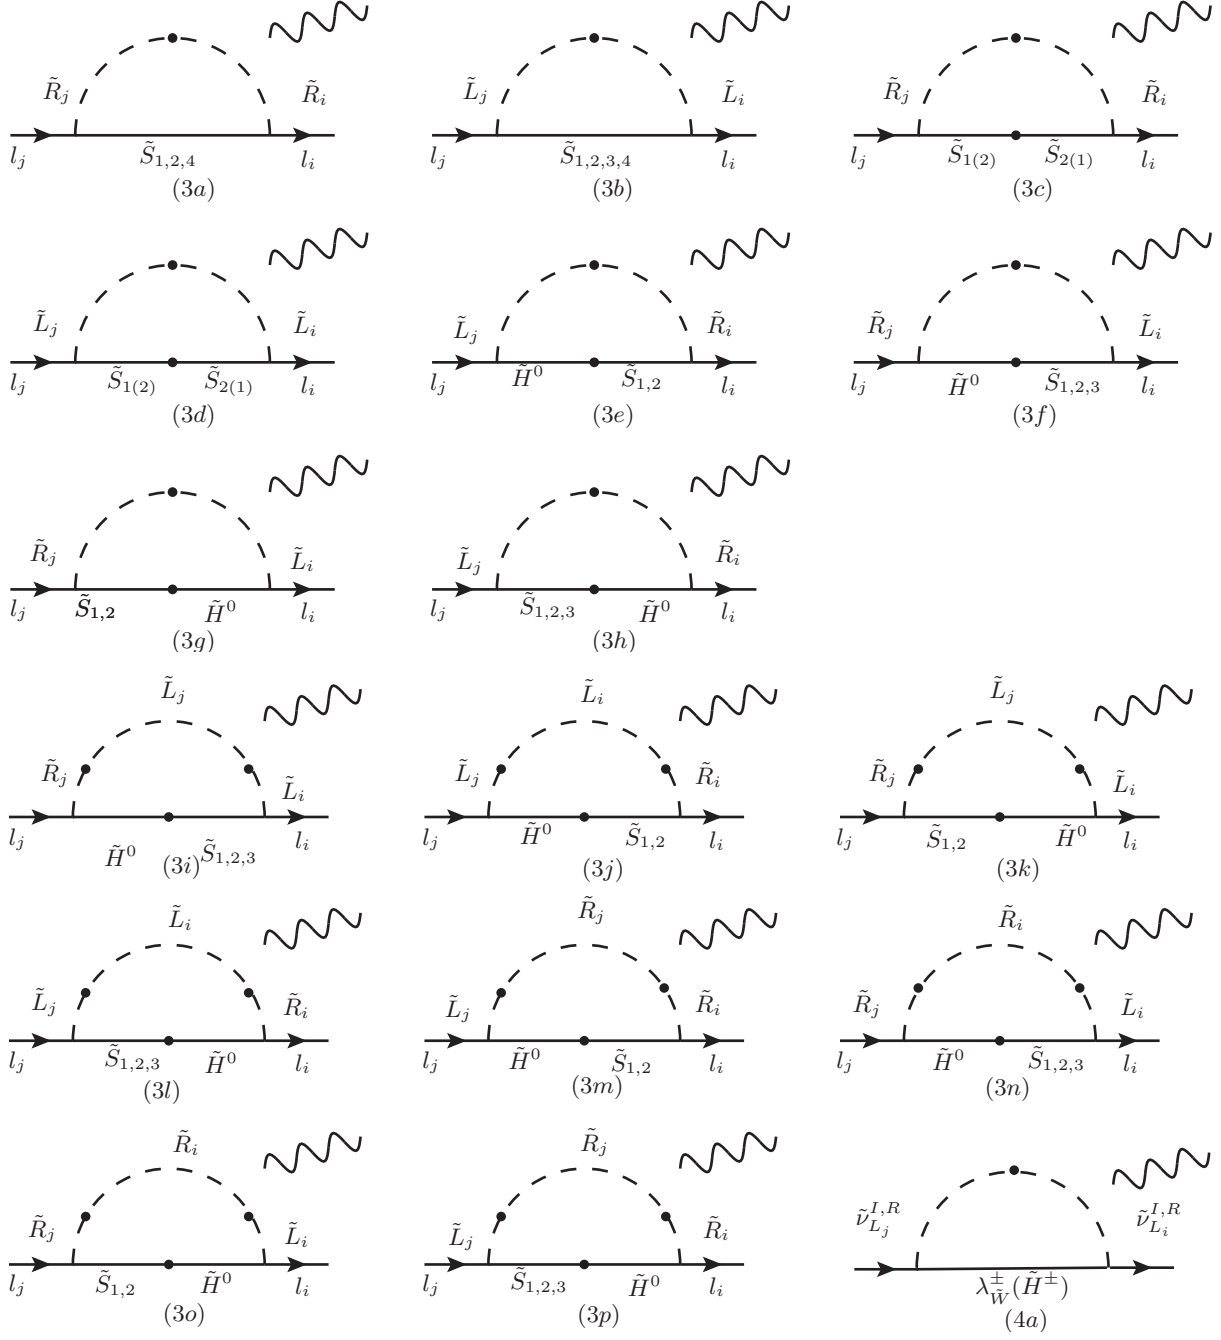 R̃_j R̃_i L̃_j L̃_i R̃_j R̃_i
l_j S̃_{1,2,4} l_i l_j S̃_{1,2,3,4} l_i l_j S̃_{1(2)} S̃_{2(1)} l_i
(3a) (3b) (3c)
L̃_j L̃_i L̃_j R̃_i R̃_j L̃_i
l_j S̃_{1(2)} S̃_{2(1)} l_i l_j H̃^0 S̃_{1,2} l_i l_j H̃^0 S̃_{1,2,3} l_i
(3d) (3e) (3f)
R̃_j L̃_i L̃_j R̃_i
l_j S̃_{1,2} H̃^0 l_i l_j S̃_{1,2,3} H̃^0 l_i
(3g) (3h)
L̃_j L̃_i L̃_j
R̃_j L̃_i L̃_j R̃_i R̃_j L̃_i
l_j H̃^0 S̃_{1,2,3} l_i l_j H̃^0 S̃_{1,2} l_i l_j S̃_{1,2} H̃^0 l_i
(3i) (3j) (3k)
L̃_i R̃_j R̃_i
L̃_j R̃_i L̃_j R̃_i R̃_j L̃_i
l_j S̃_{1,2,3} H̃^0 l_i l_j H̃^0 S̃_{1,2} l_i l_j H̃^0 S̃_{1,2,3} l_i
(3l) (3m) (3n)
R̃_i R̃_j
R̃_j L̃_i L̃_j R̃_i ν̃^{I,R}_{L_j} ν̃^{I,R}_{L_i}
l_j S̃_{1,2} H̃^0 l_i l_j S̃_{1,2,3} H̃^0 l_i λ^±_{W̃}(H̃^±)
(3o) (3p) (4a)